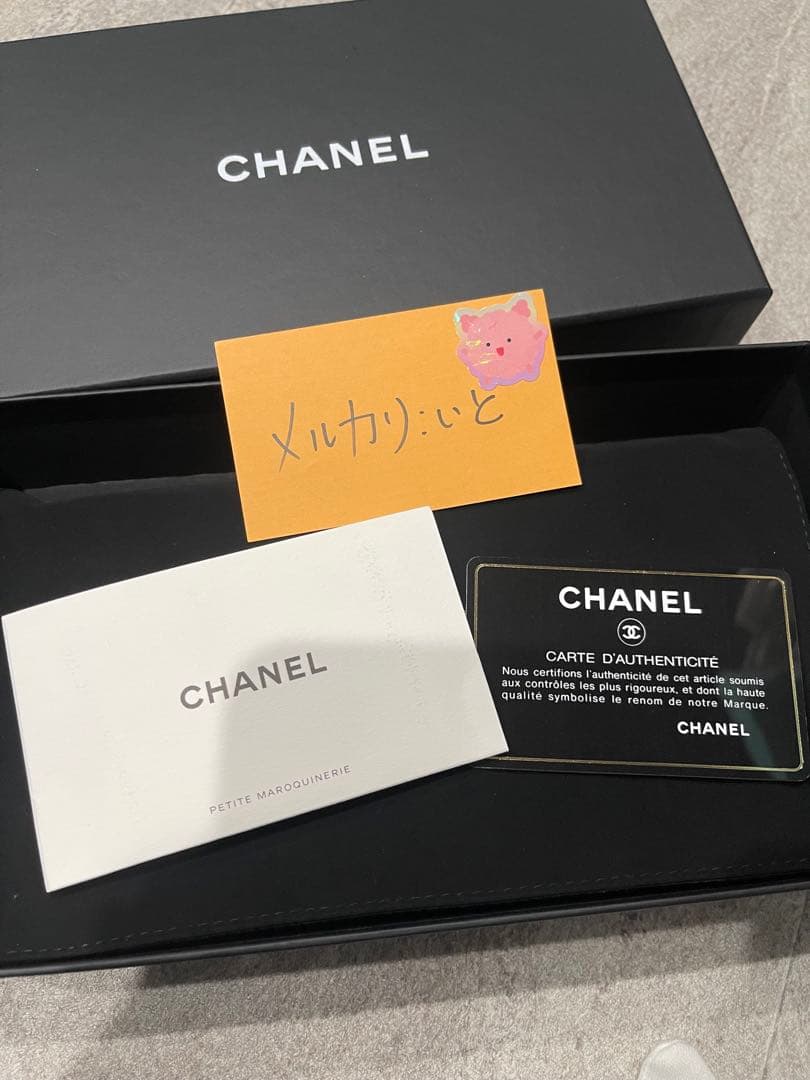 CHANEL
メルカリ:いと
CHANEL
PETITE MAROQUINERIE
CHANEL
CARTE D'AUTHENTICITÉ
Nous certifions l'authenticité de cet article soumis
aux contrôles les plus rigoureux, et dont la haute
qualité symbolise le renom de notre Marque.
CHANEL